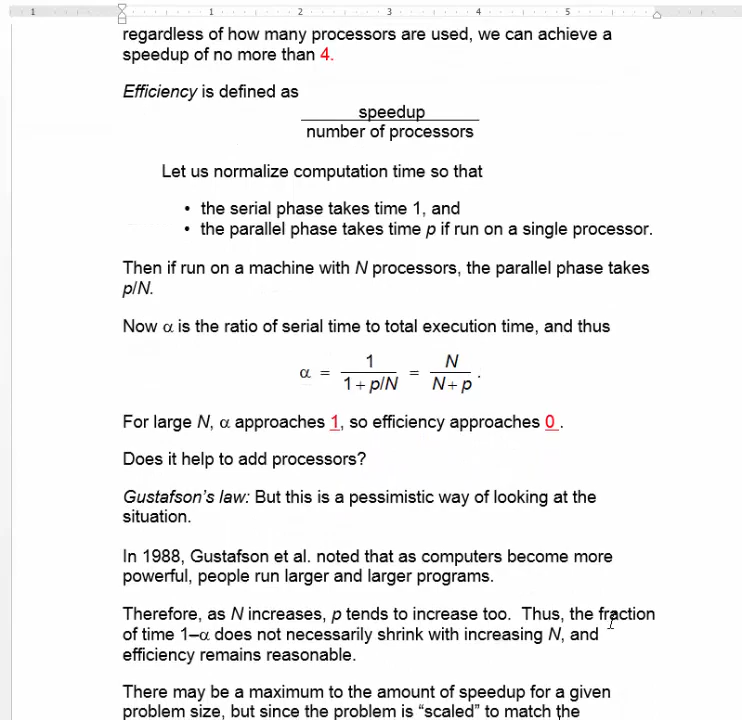 1 1 2 3 4 5
regardless of how many processors are used, we can achieve a
speedup of no more than 4.
Efficiency is defined as
speedup
number of processors
Let us normalize computation time so that
• the serial phase takes time 1, and
• the parallel phase takes time p if run on a single processor.
Then if run on a machine with N processors, the parallel phase takes
p/N.
Now α is the ratio of serial time to total execution time, and thus
α = 1 / (1 + p/N) = N / (N + p) .
For large N, α approaches 1, so efficiency approaches 0 .
Does it help to add processors?
Gustafson's law: But this is a pessimistic way of looking at the
situation.
In 1988, Gustafson et al. noted that as computers become more
powerful, people run larger and larger programs.
Therefore, as N increases, p tends to increase too.  Thus, the fraction
of time 1–α does not necessarily shrink with increasing N, and
efficiency remains reasonable.
There may be a maximum to the amount of speedup for a given
problem size, but since the problem is “scaled” to match the